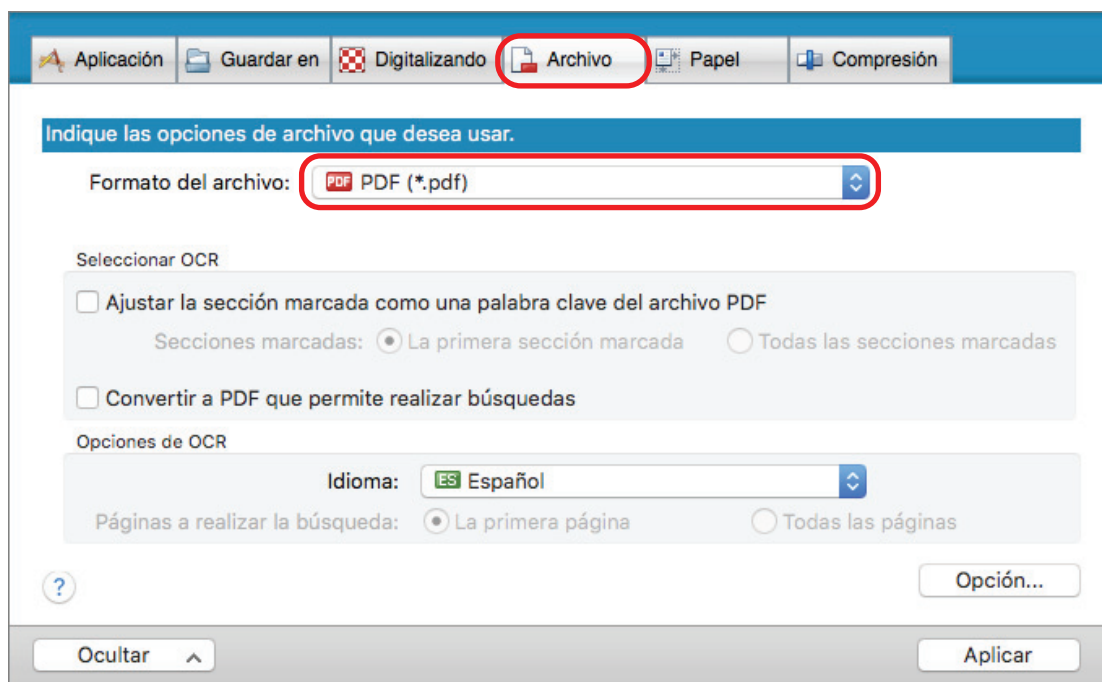 Aplicación Guardar en Digitalizando Archivo Papel Compresión
Indique las opciones de archivo que desea usar.
Formato del archivo: PDF PDF (*.pdf)
Seleccionar OCR
Ajustar la sección marcada como una palabra clave del archivo PDF
Secciones marcadas: La primera sección marcada Todas las secciones marcadas
Convertir a PDF que permite realizar búsquedas
Opciones de OCR
Idioma: ES Español
Páginas a realizar la búsqueda: La primera página Todas las páginas
? Opción...
Ocultar Aplicar